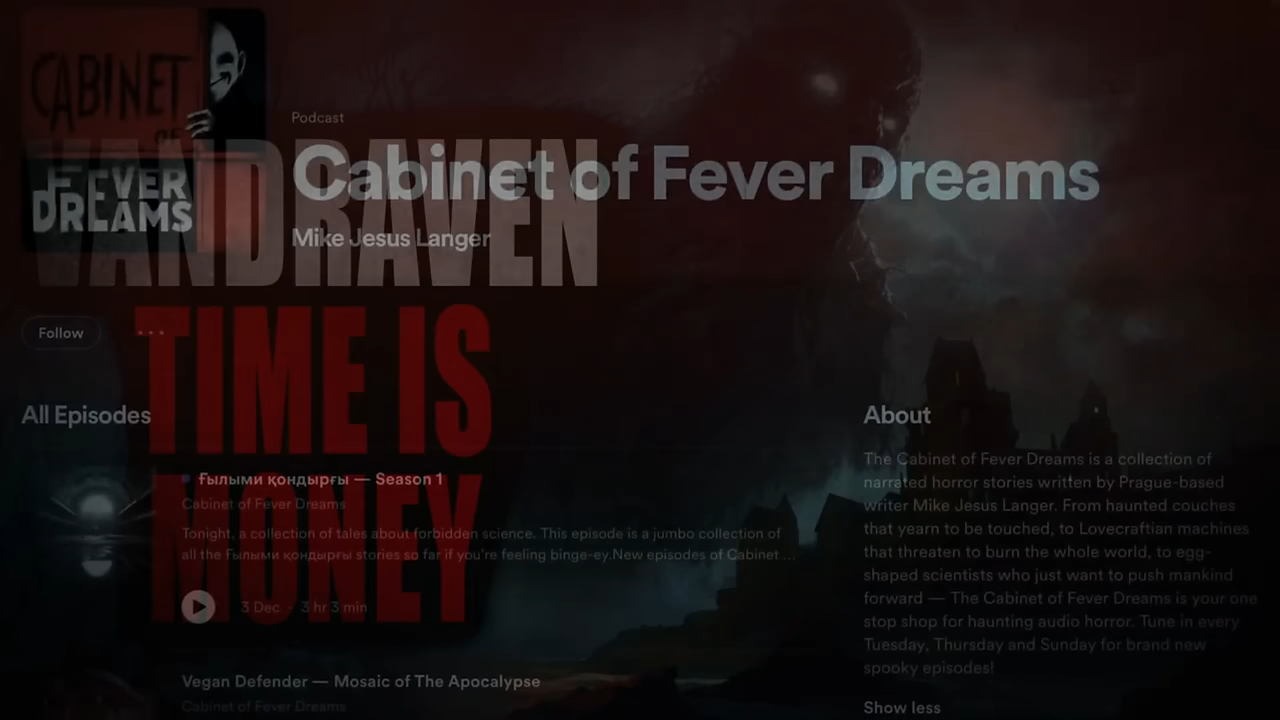 CABINET
OF
FEVER
DREAMS
Podcast
Cabinet of Fever Dreams
Mike Jesus Langer
VANDRAVEN
TIME IS
MONEY
Follow
All Episodes
Ғылыми қондырғы — Season 1
Cabinet of Fever Dreams
Tonight, a collection of tales about forbidden science. This episode is a jumbo collection of
all the Ғылыми қондырғы stories so far if you're feeling binge-ey.New episodes of Cabinet ...
3 Dec · 3 hr 3 min
Vegan Defender — Mosaic of The Apocalypse
Cabinet of Fever Dreams
About
The Cabinet of Fever Dreams is a collection of
narrated horror stories written by Prague-based
writer Mike Jesus Langer. From haunted couches
that yearn to be touched, to Lovecraftian machines
that threaten to burn the whole world, to egg-
shaped scientists who just want to push mankind
forward — The Cabinet of Fever Dreams is your one
stop shop for haunting audio horror. Tune in every
Tuesday, Thursday and Sunday for brand new
spooky episodes!
Show less